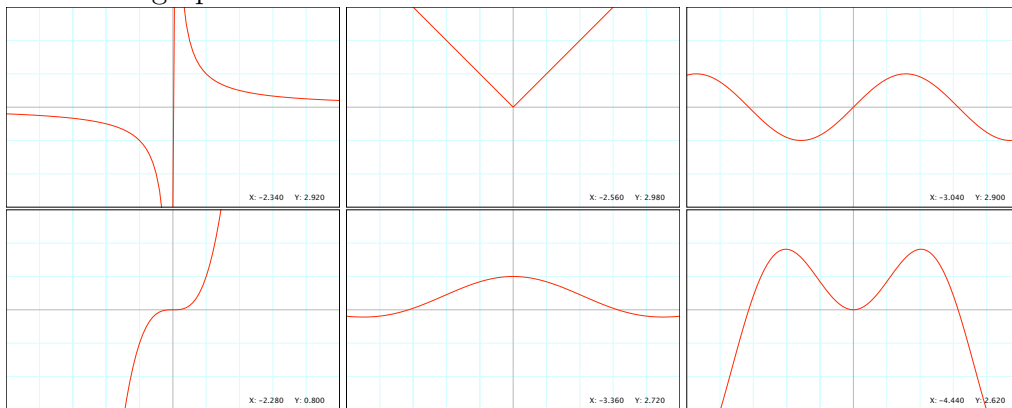 X: -2.340 Y: 2.920
X: -2.560 Y: 2.980
X: -3.040 Y: 2.900
X: -2.280 Y: 0.800
X: -3.360 Y: 2.720
X: -4.440 Y: 2.620